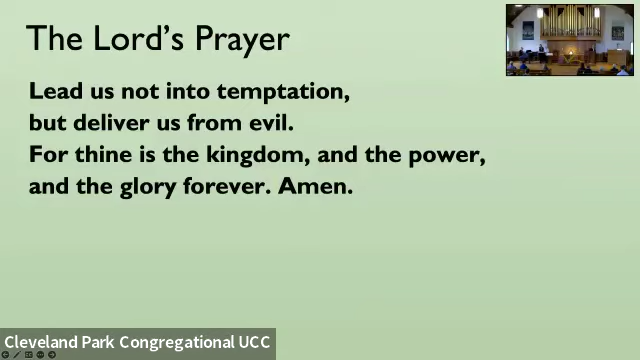 The Lord's Prayer
Lead us not into temptation,
but deliver us from evil.
For thine is the kingdom, and the power,
and the glory forever. Amen.
Cleveland Park Congregational UCC